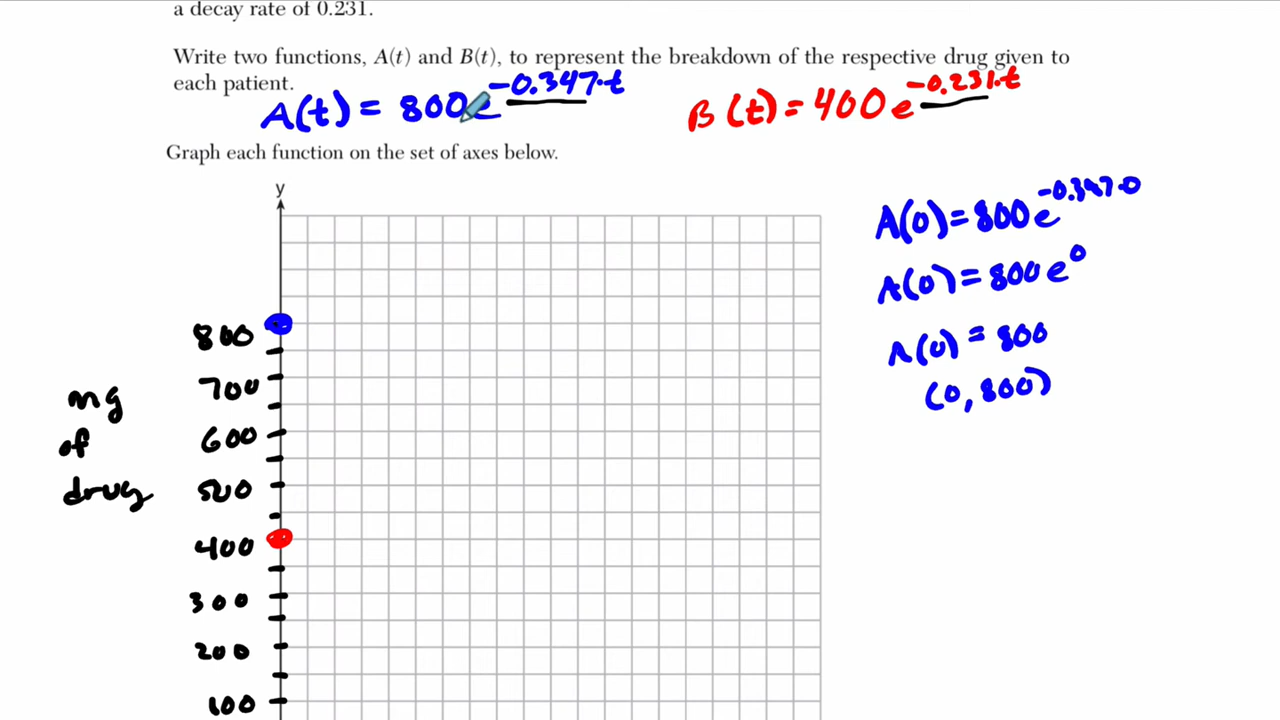 a decay rate of 0.231.
Write two functions, A(t) and B(t), to represent the breakdown of the respective drug given to
each patient.
A(t) = 800e^-0.347·t
B(t) = 400e^-0.231·t
Graph each function on the set of axes below.
y
A(0) = 800e^-0.347·0
A(0) = 800e^0
A(0) = 800
(0, 800)
800
700
600
500
400
300
200
100
mg
of
drug